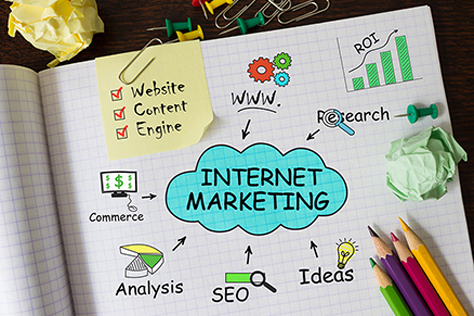 Website
Content
Engine
WWW.
ROI
Research
INTERNET
MARKETING
$ $
$
Commerce
Analysis
SEO
Ideas